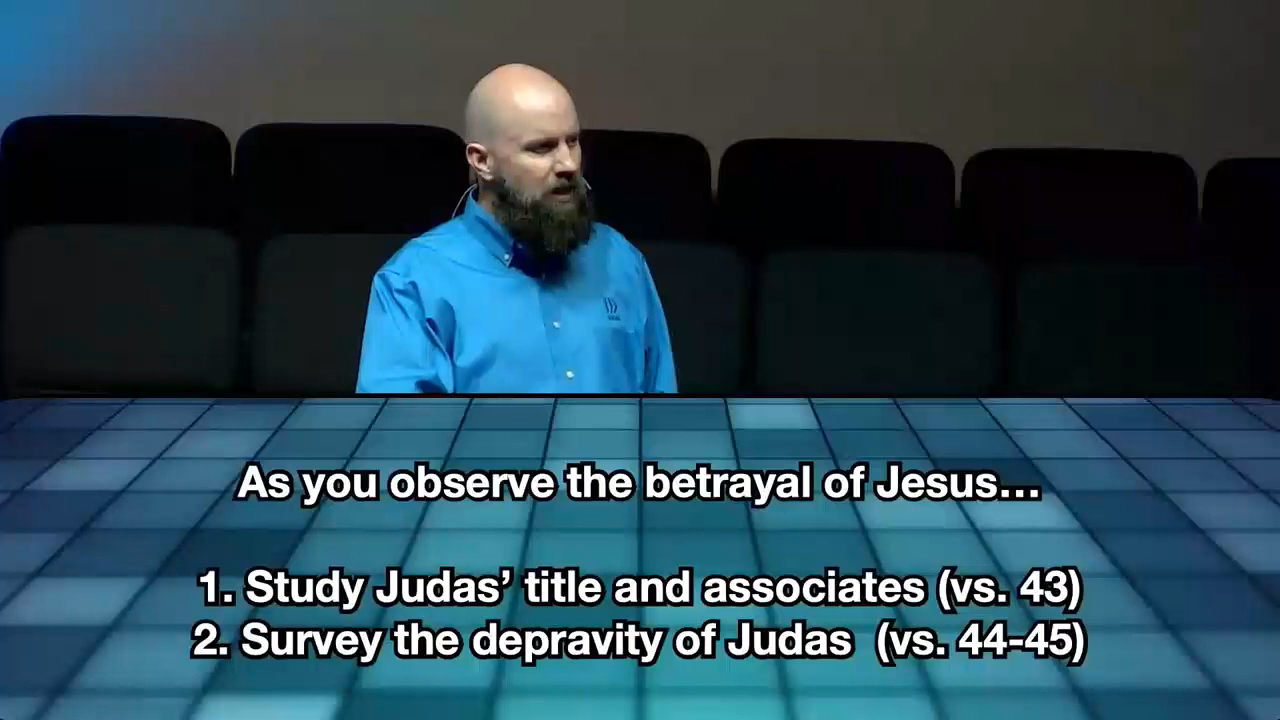 As you observe the betrayal of Jesus...
1. Study Judas’ title and associates (vs. 43)
2. Survey the depravity of Judas  (vs. 44-45)